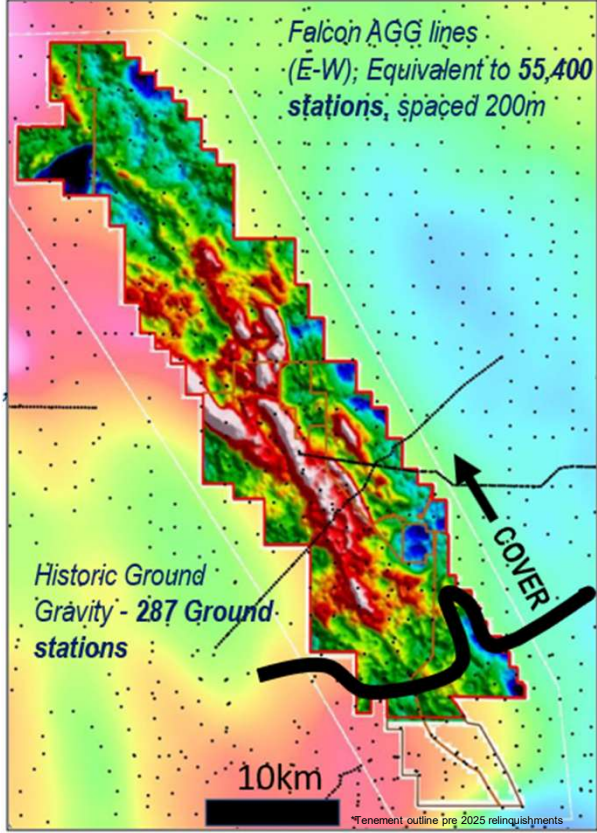 Falcon AGG lines
(E-W); Equivalent to 55,400
stations, spaced 200m
COVER
Historic Ground
Gravity - 287 Ground
stations
10km
*Tenement outline pre 2025 relinquishments